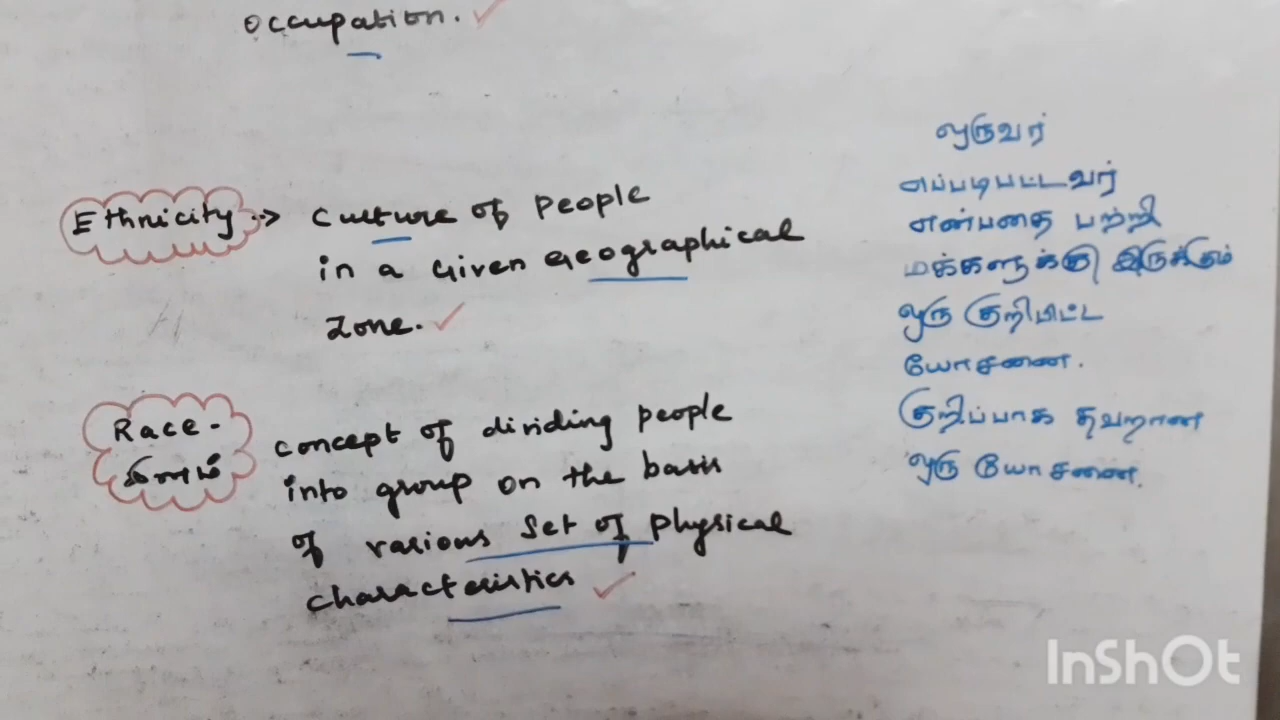 occupation.
Ethnicity → culture of people
in a Given Geographical
zone.
Race -
இனம்
concept of dividing people
into group on the basis
of various set of physical
characteristics
ஒருவர்
எப்படிபட்டவர்
என்பதை பற்றி
மக்களுக்கு இருக்கும்
ஒரு குறிபிட்ட
யோசணை.
குறிப்பாக தவறான
ஒரு யோசணை.
InShOt